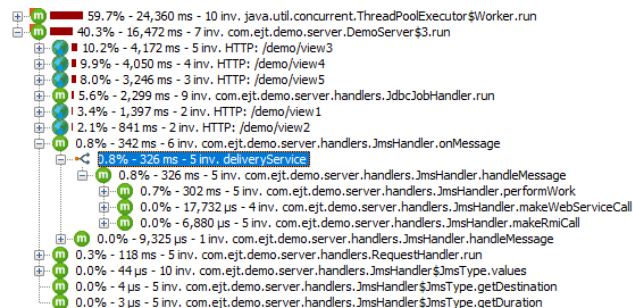 59.7% - 24,360 ms - 10 inv. java.util.concurrent.ThreadPoolExecutor$Worker.run
40.3% - 16,472 ms - 7 inv. com.ejt.demo.server.DemoServer$3.run
10.2% - 4,172 ms - 5 inv. HTTP: /demo/view3
9.9% - 4,050 ms - 4 inv. HTTP: /demo/view4
8.0% - 3,246 ms - 3 inv. HTTP: /demo/view5
5.6% - 2,299 ms - 9 inv. com.ejt.demo.server.handlers.JdbcJobHandler.run
3.4% - 1,397 ms - 2 inv. HTTP: /demo/view1
2.1% - 841 ms - 2 inv. HTTP: /demo/view2
0.8% - 342 ms - 6 inv. com.ejt.demo.server.handlers.JmsHandler.onMessage
0.8% - 326 ms - 5 inv. deliveryService
0.8% - 326 ms - 5 inv. com.ejt.demo.server.handlers.JmsHandler.handleMessage
0.7% - 302 ms - 5 inv. com.ejt.demo.server.handlers.JmsHandler.performWork
0.0% - 17,732 µs - 4 inv. com.ejt.demo.server.handlers.JmsHandler.makeWebServiceCall
0.0% - 6,880 µs - 5 inv. com.ejt.demo.server.handlers.JmsHandler.makeRmiCall
0.0% - 9,325 µs - 1 inv. com.ejt.demo.server.handlers.JmsHandler.handleMessage
0.3% - 118 ms - 5 inv. com.ejt.demo.server.handlers.RequestHandler.run
0.0% - 44 µs - 10 inv. com.ejt.demo.server.handlers.JmsHandler$JmsType.values
0.0% - 4 µs - 5 inv. com.ejt.demo.server.handlers.JmsHandler$JmsType.getDestination
0.0% - 3 µs - 5 inv. com.ejt.demo.server.handlers.JmsHandler$JmsType.getDuration